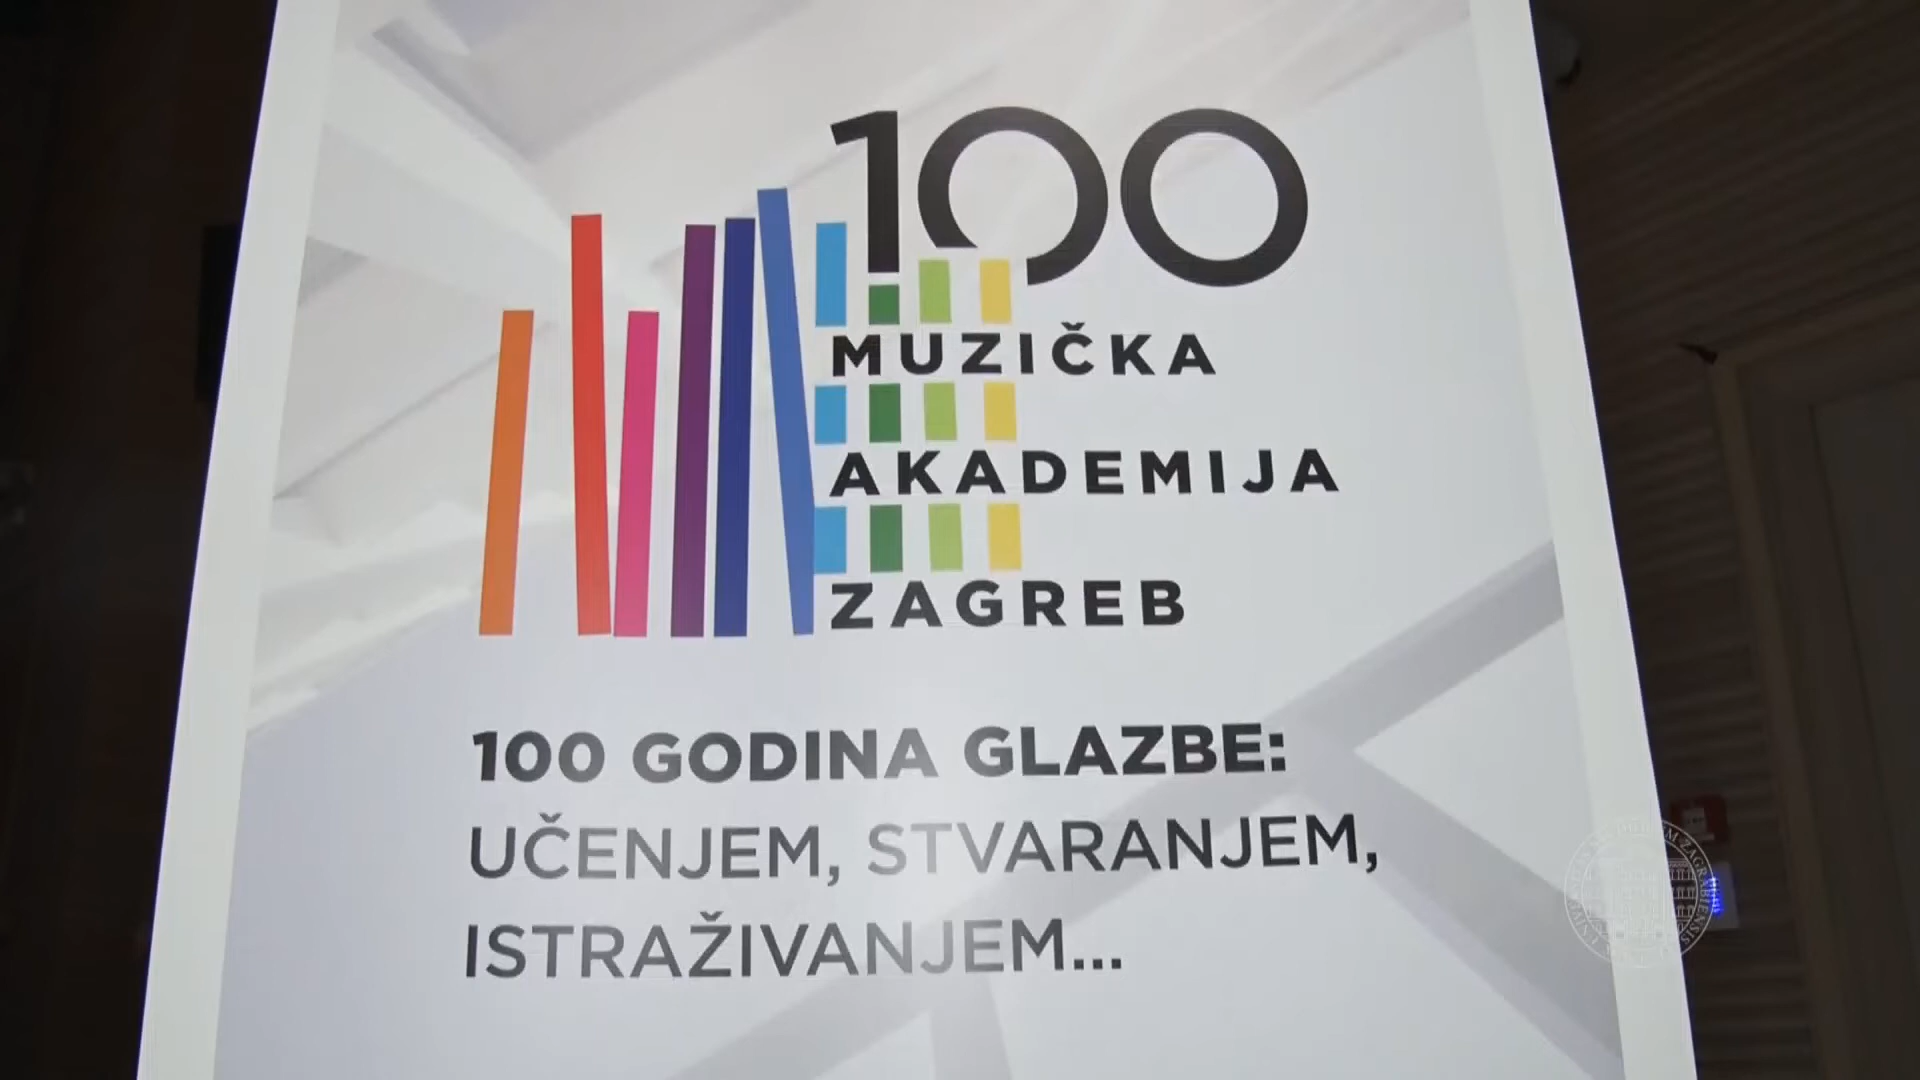 100
MUZIČKA
AKADEMIJA
ZAGREB
100 GODINA GLAZBE:
UČENJEM, STVARANJEM,
ISTRAŽIVANJEM...